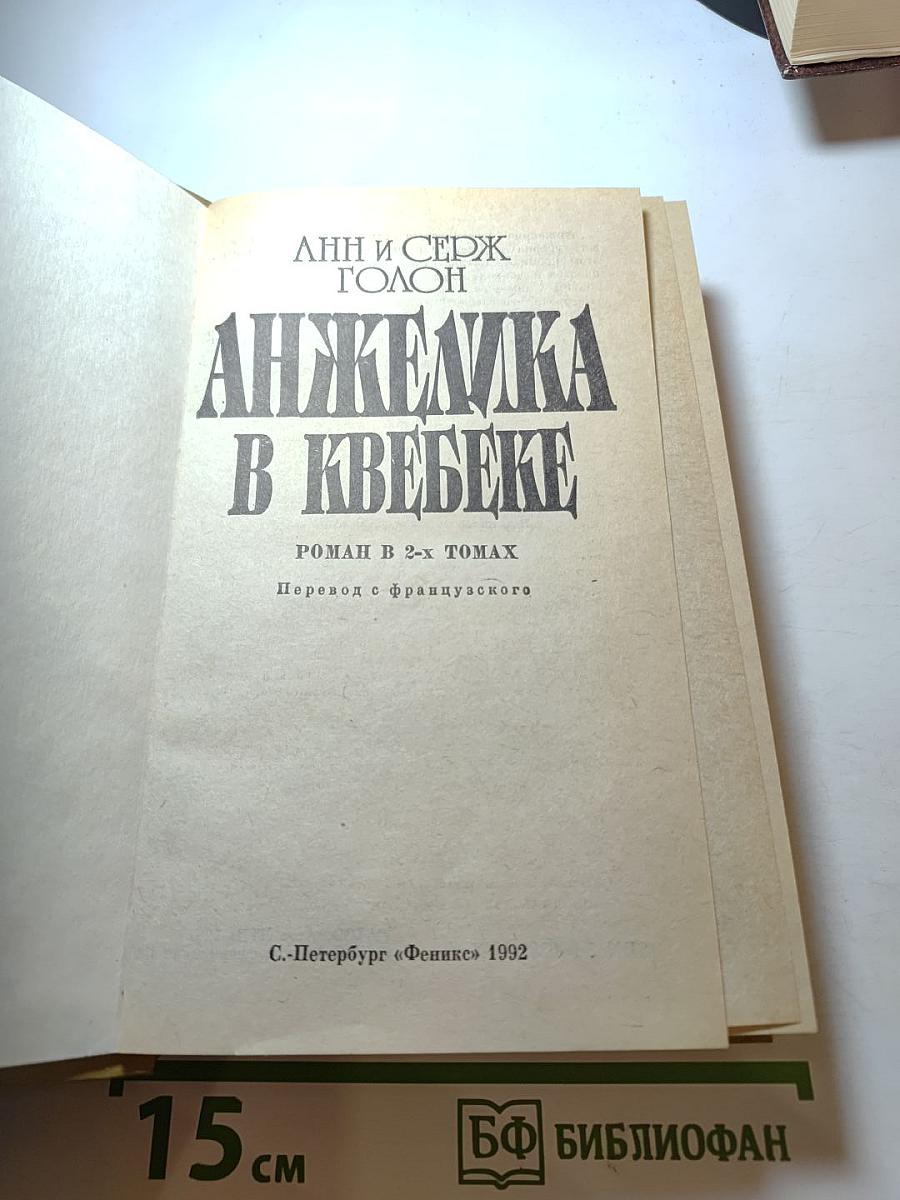 АНН И СЕРЖ
ГОЛОН
АНЖЕЛИКА
В КВЕБЕКЕ
РОМАН В 2-х ТОМАХ
Перевод с французского
С.-Петербург «Феникс» 1992
15 см
БФ БИБЛИОФАН